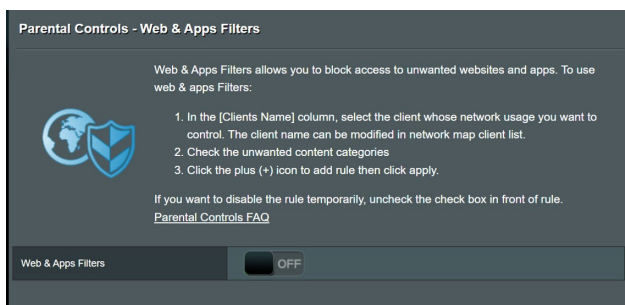 Parental Controls - Web & Apps Filters
Web & Apps Filters allows you to block access to unwanted websites and apps. To use
web & apps Filters:
1. In the [Clients Name] column, select the client whose network usage you want to
control. The client name can be modified in network map client list.
2. Check the unwanted content categories
3. Click the plus (+) icon to add rule then click apply.
If you want to disable the rule temporarily, uncheck the check box in front of rule.
Parental Controls FAQ
Web & Apps Filters
OFF